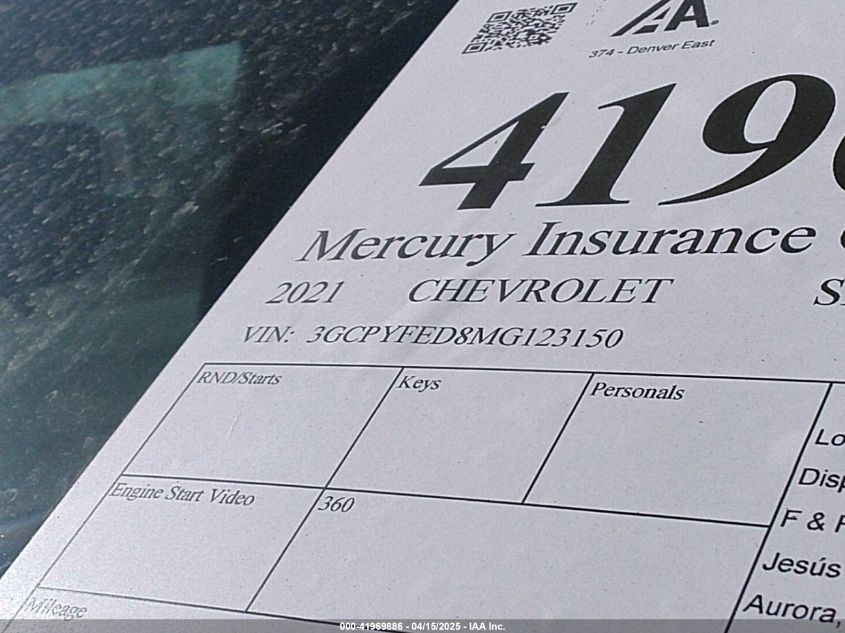 IAA
374 - Denver East
419
Mercury Insurance
2021 CHEVROLET
VIN: 3GCPYFED8MG123150
RND/Starts Keys Personals
Lo
Disp
Engine Start Video 360
F & F
Jesús
Aurora,
Mileage
000-41969886 - 04/15/2025 - IAA Inc.